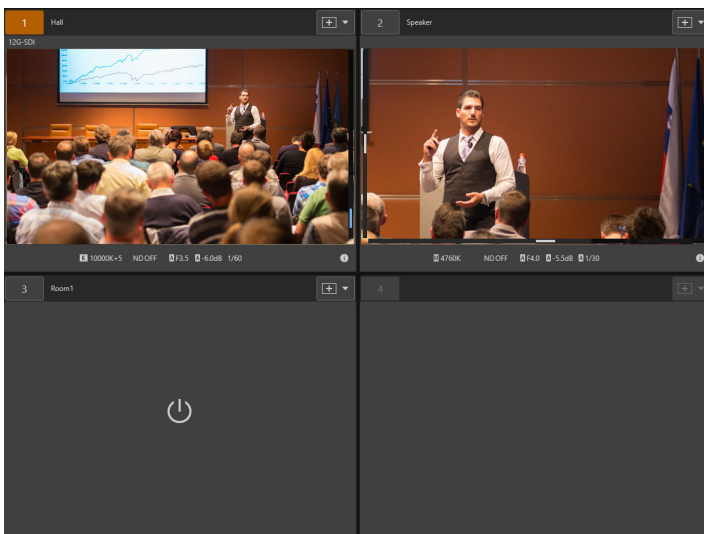 1 Hall
2 Speaker
12G-SDI
K 10000K+5 ND OFF A F3.5 A -6.0dB 1/60
4760K ND OFF A F4.0 A -5.5dB A 1/30
3 Room1
4